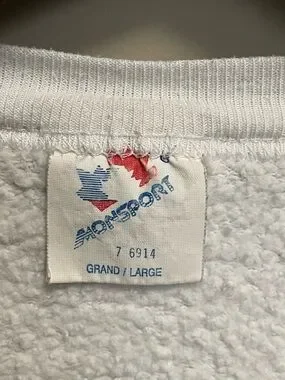 MONSPORT
7 6914
GRAND / LARGE